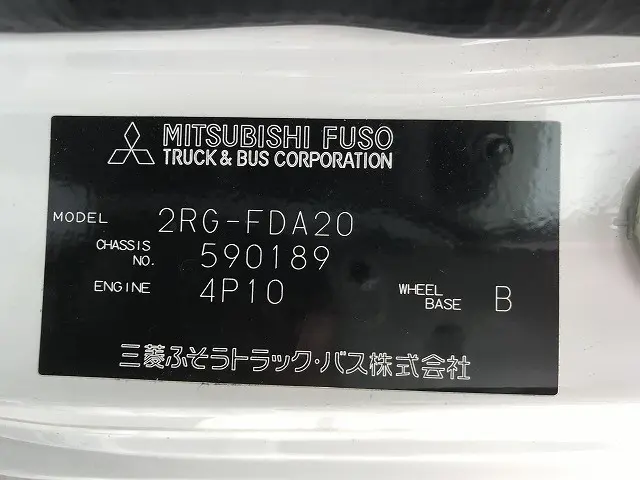 MITSUBISHI FUSO
TRUCK & BUS CORPORATION
MODEL 2RG-FDA20
CHASSIS NO. 590189
ENGINE 4P10 WHEEL BASE B
三菱ふそうトラック・バス株式会社